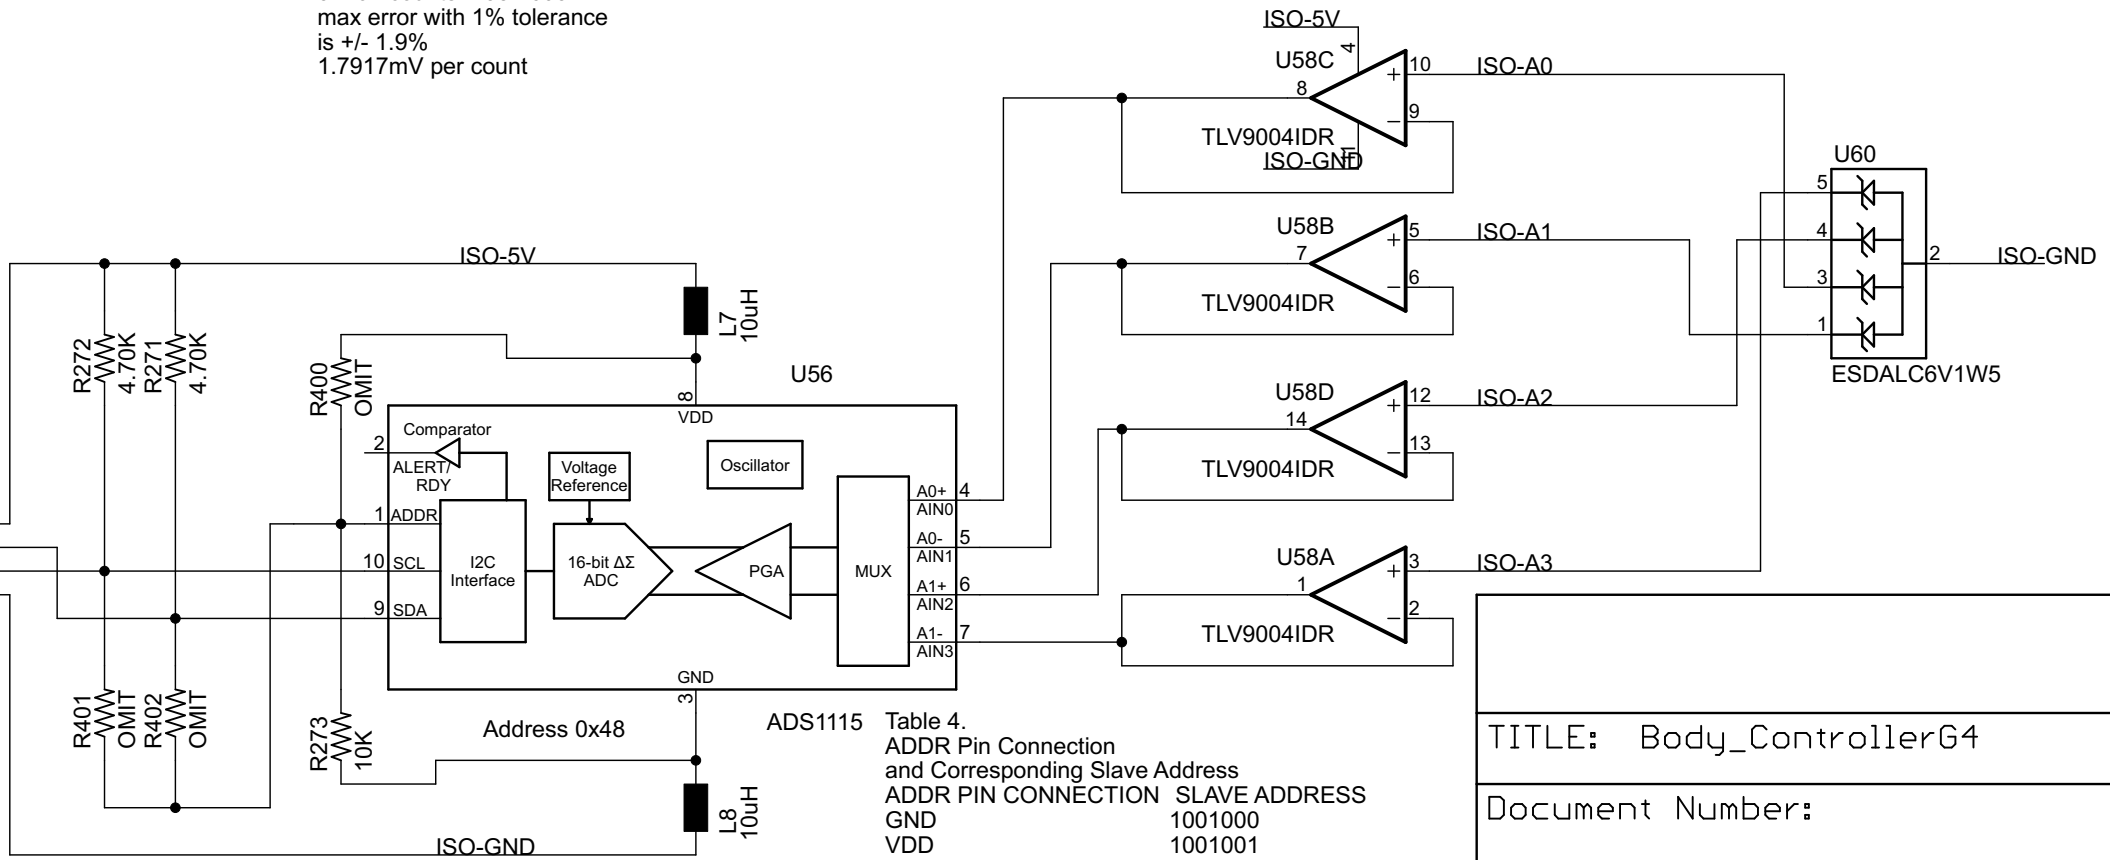 max error with 1% tolerance
is +/- 1.9%
1.7917mV per count
ISO-5V
4
U58C
8
10
9
ISO-A0
TLV9004IDR
11
ISO-GND
U58B
7
5
6
ISO-A1
TLV9004IDR
U58D
14
12
13
ISO-A2
TLV9004IDR
U58A
1
3
2
ISO-A3
TLV9004IDR
U60
5
4
3
1
2
ISO-GND
ESDALC6V1W5
ISO-5V
L7
10uH
R272
4.70K
R271
4.70K
R400
OMIT
U56
8
VDD
Comparator
2
ALERT/
RDY
Voltage
Reference
Oscillator
1
ADDR
10
SCL
9
SDA
I2C
Interface
16-bit ΔΣ
ADC
PGA
MUX
A0+
AIN0
4
A0-
AIN1
5
A1+
AIN2
6
A1-
AIN3
7
GND
3
R401
OMIT
R402
OMIT
R273
10K
Address 0x48
ADS1115
L8
10uH
ISO-GND
Table 4.
ADDR Pin Connection
and Corresponding Slave Address
ADDR PIN CONNECTION SLAVE ADDRESS
GND 1001000
VDD 1001001
TITLE: Body_ControllerG4
Document Number: